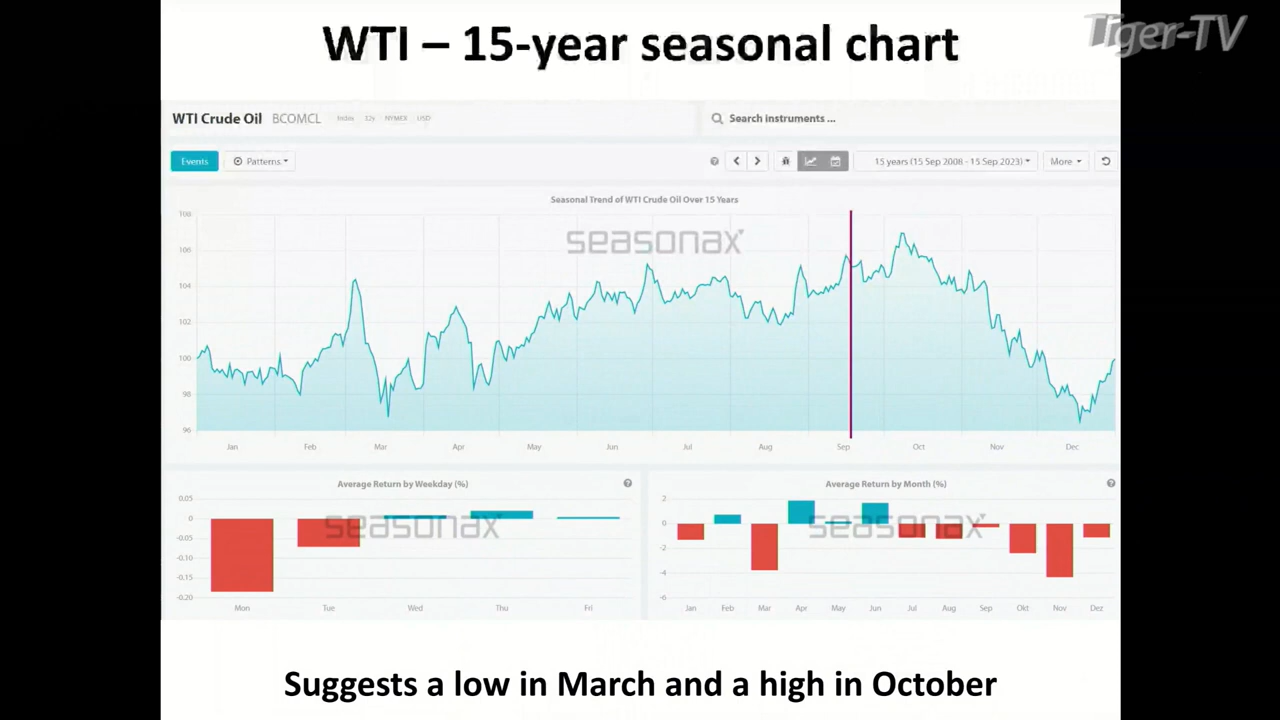 Tiger-TV
WTI – 15-year seasonal chart
WTI Crude Oil BCOMCL Index 32y NYMEX USD
Search instruments ...
Events Patterns
15 years (15 Sep 2008 - 15 Sep 2023) More
Seasonal Trend of WTI Crude Oil Over 15 Years
seasonax
108
106
104
102
100
98
96
Jan Feb Mar Apr May Jun Jul Aug Sep Oct Nov Dec
Average Return by Weekday (%)
seasonax
0,05
0
-0.05
-0.10
-0.15
-0.20
Mon Tue Wed Thu Fri
Average Return by Month (%)
seasonax
2
0
-2
-4
-6
Jan Feb Mar Apr May Jun Jul Aug Sep Okt Nov Dez
Suggests a low in March and a high in October